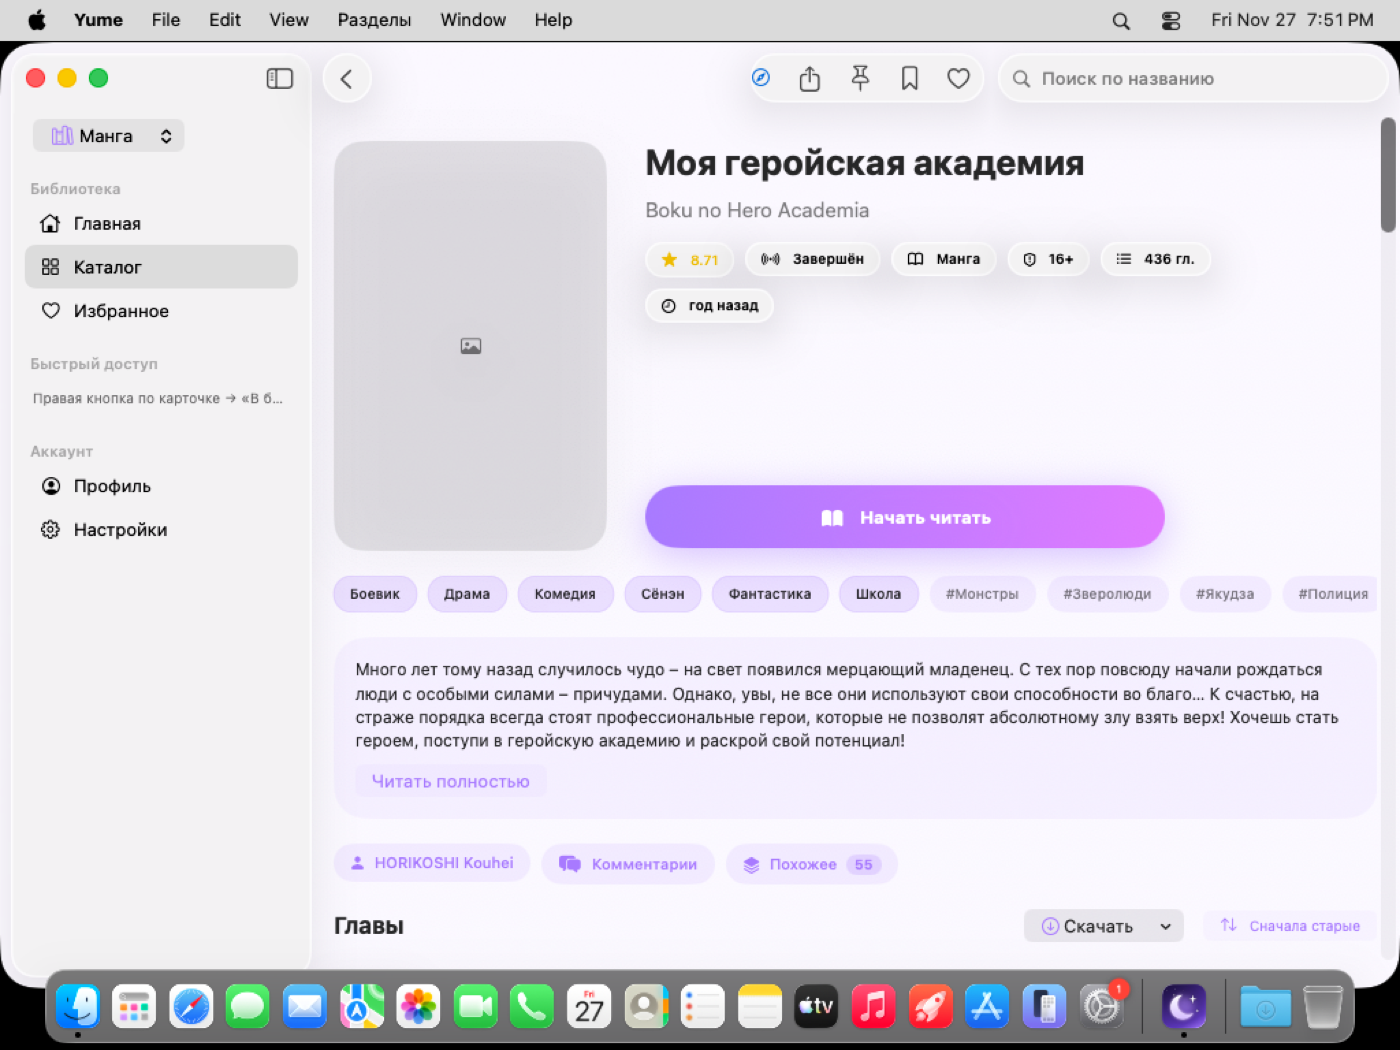 Yume File Edit View Разделы Window Help Fri Nov 27 7:51 PM
Поиск по названию
Манга
Библиотека
Главная
Каталог
Избранное
Быстрый доступ
Правая кнопка по карточке → «В б...
Аккаунт
Профиль
Настройки
Моя геройская академия
Boku no Hero Academia
8.71 Завершён Манга 16+ 436 гл.
год назад
Начать читать
Боевик Драма Комедия Сёнэн Фантастика Школа #Монстры #Зверолюди #Якудза #Полиция
Много лет тому назад случилось чудо – на свет появился мерцающий младенец. С тех пор повсюду начали рождаться
люди с особыми силами – причудами. Однако, увы, не все они используют свои способности во благо... К счастью, на
страже порядка всегда стоят профессиональные герои, которые не позволят абсолютному злу взять верх! Хочешь стать
героем, поступи в геройскую академию и раскрой свой потенциал!
Читать полностью
HORIKOSHI Kouhei Комментарии Похожее 55
Главы Скачать Сначала старые
Fri
27
tv
1